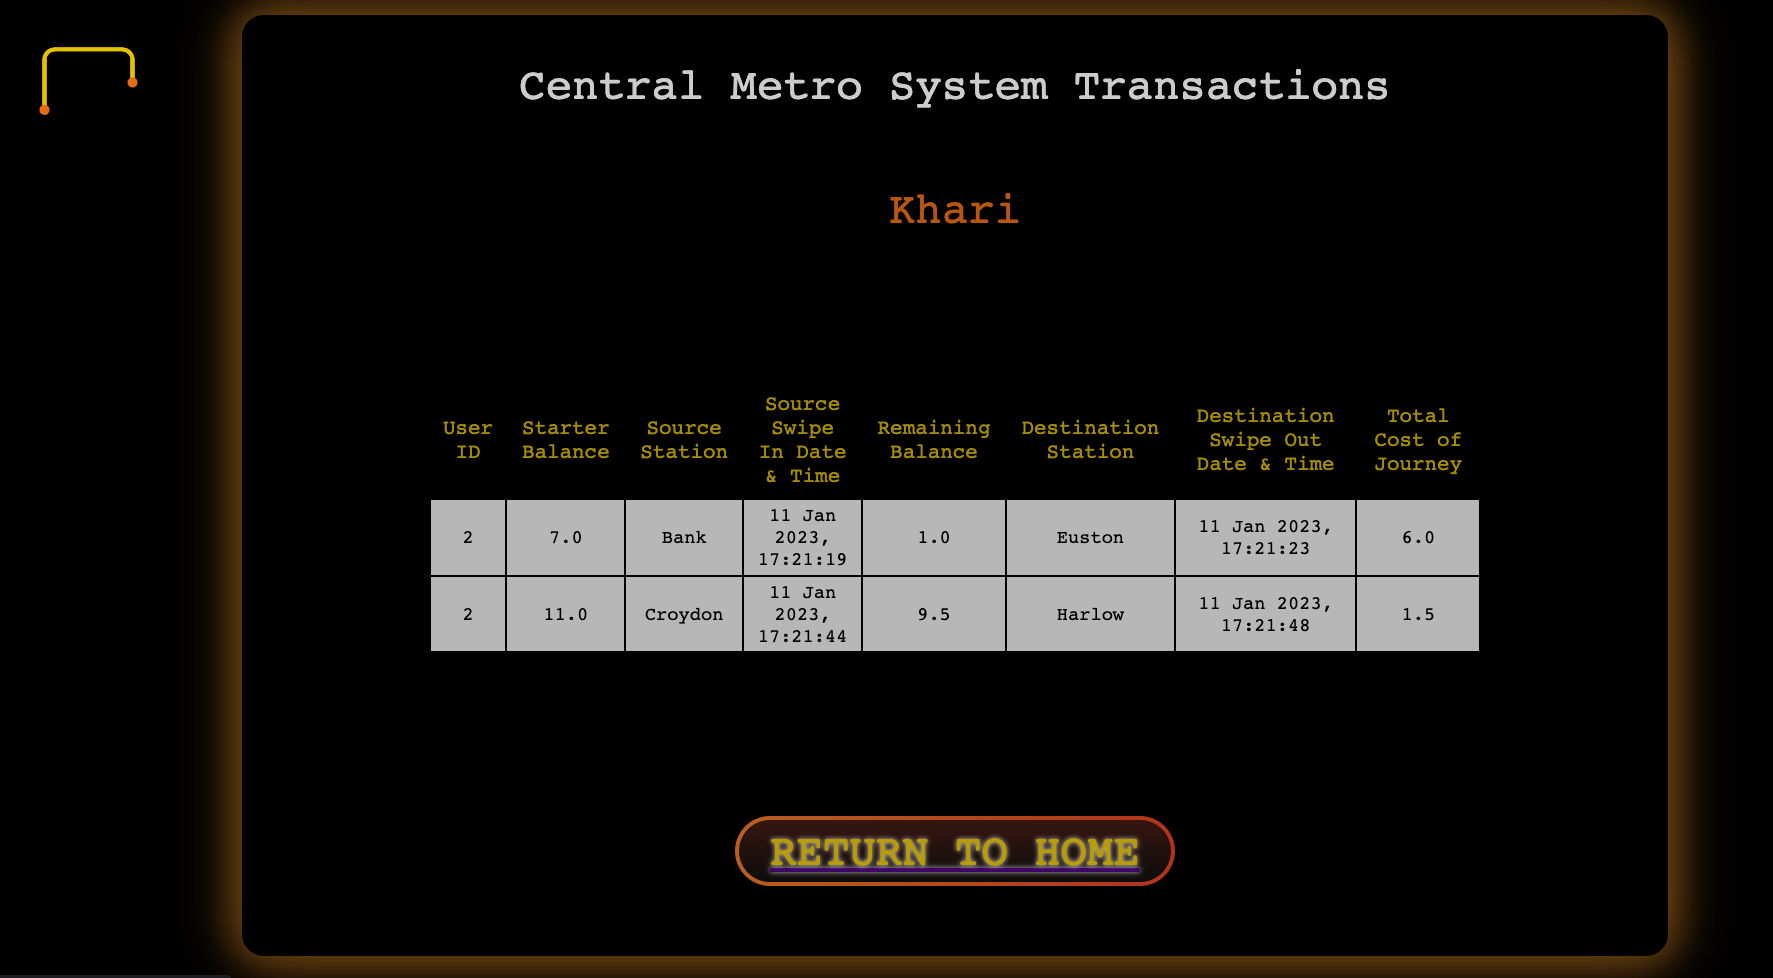 Central Metro System Transactions
Khari
User ID Starter Balance Source Station Source Swipe In Date & Time Remaining Balance Destination Station Destination Swipe Out Date & Time Total Cost of Journey
2 7.0 Bank 11 Jan 2023, 17:21:19 1.0 Euston 11 Jan 2023, 17:21:23 6.0
2 11.0 Croydon 11 Jan 2023, 17:21:44 9.5 Harlow 11 Jan 2023, 17:21:48 1.5
RETURN TO HOME